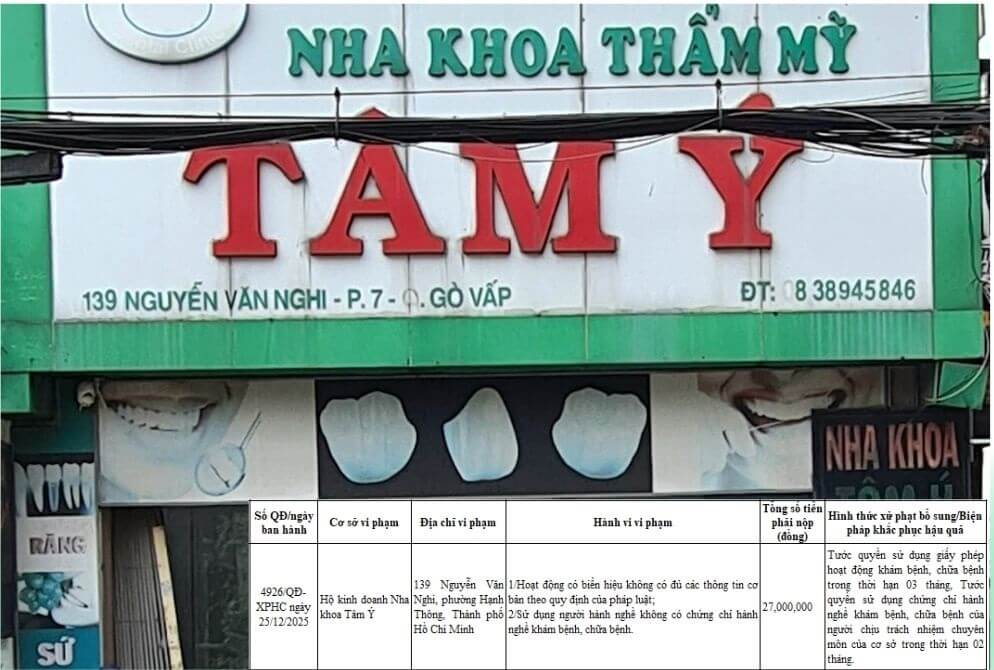 Dental Clinic
NHA KHOA THẨM MỸ
TÂM Ý
139 NGUYỄN VĂN NGHI - P. 7 - Q. GÒ VẤP
ĐT: 08 38945846
NHA KHOA
TÂM Ý
RĂNG
SỨ
Số QĐ/ngày
ban hành
Cơ sở vi phạm
Địa chỉ vi phạm
Hành vi vi phạm
Tổng số tiền
phải nộp
(đồng)
Hình thức xử phạt bổ sung/Biện
pháp khắc phục hậu quả
4926/QĐ-
XPHC ngày
25/12/2025
Hộ kinh doanh Nha
khoa Tâm Ý
139 Nguyễn Văn
Nghi, phường Hạnh
Thông, Thành phố
Hồ Chí Minh
1/Hoạt động có biển hiệu không có đủ các thông tin cơ
bản theo quy định của pháp luật;
2/Sử dụng người hành nghề không có chứng chỉ hành
nghề khám bệnh, chữa bệnh.
27,000,000
Tước quyền sử dụng giấy phép
hoạt động khám bệnh, chữa bệnh
trong thời hạn 03 tháng, Tước
quyền sử dụng chứng chỉ hành
nghề khám bệnh, chữa bệnh của
người chịu trách nhiệm chuyên
môn của cơ sở trong thời hạn 02
tháng.